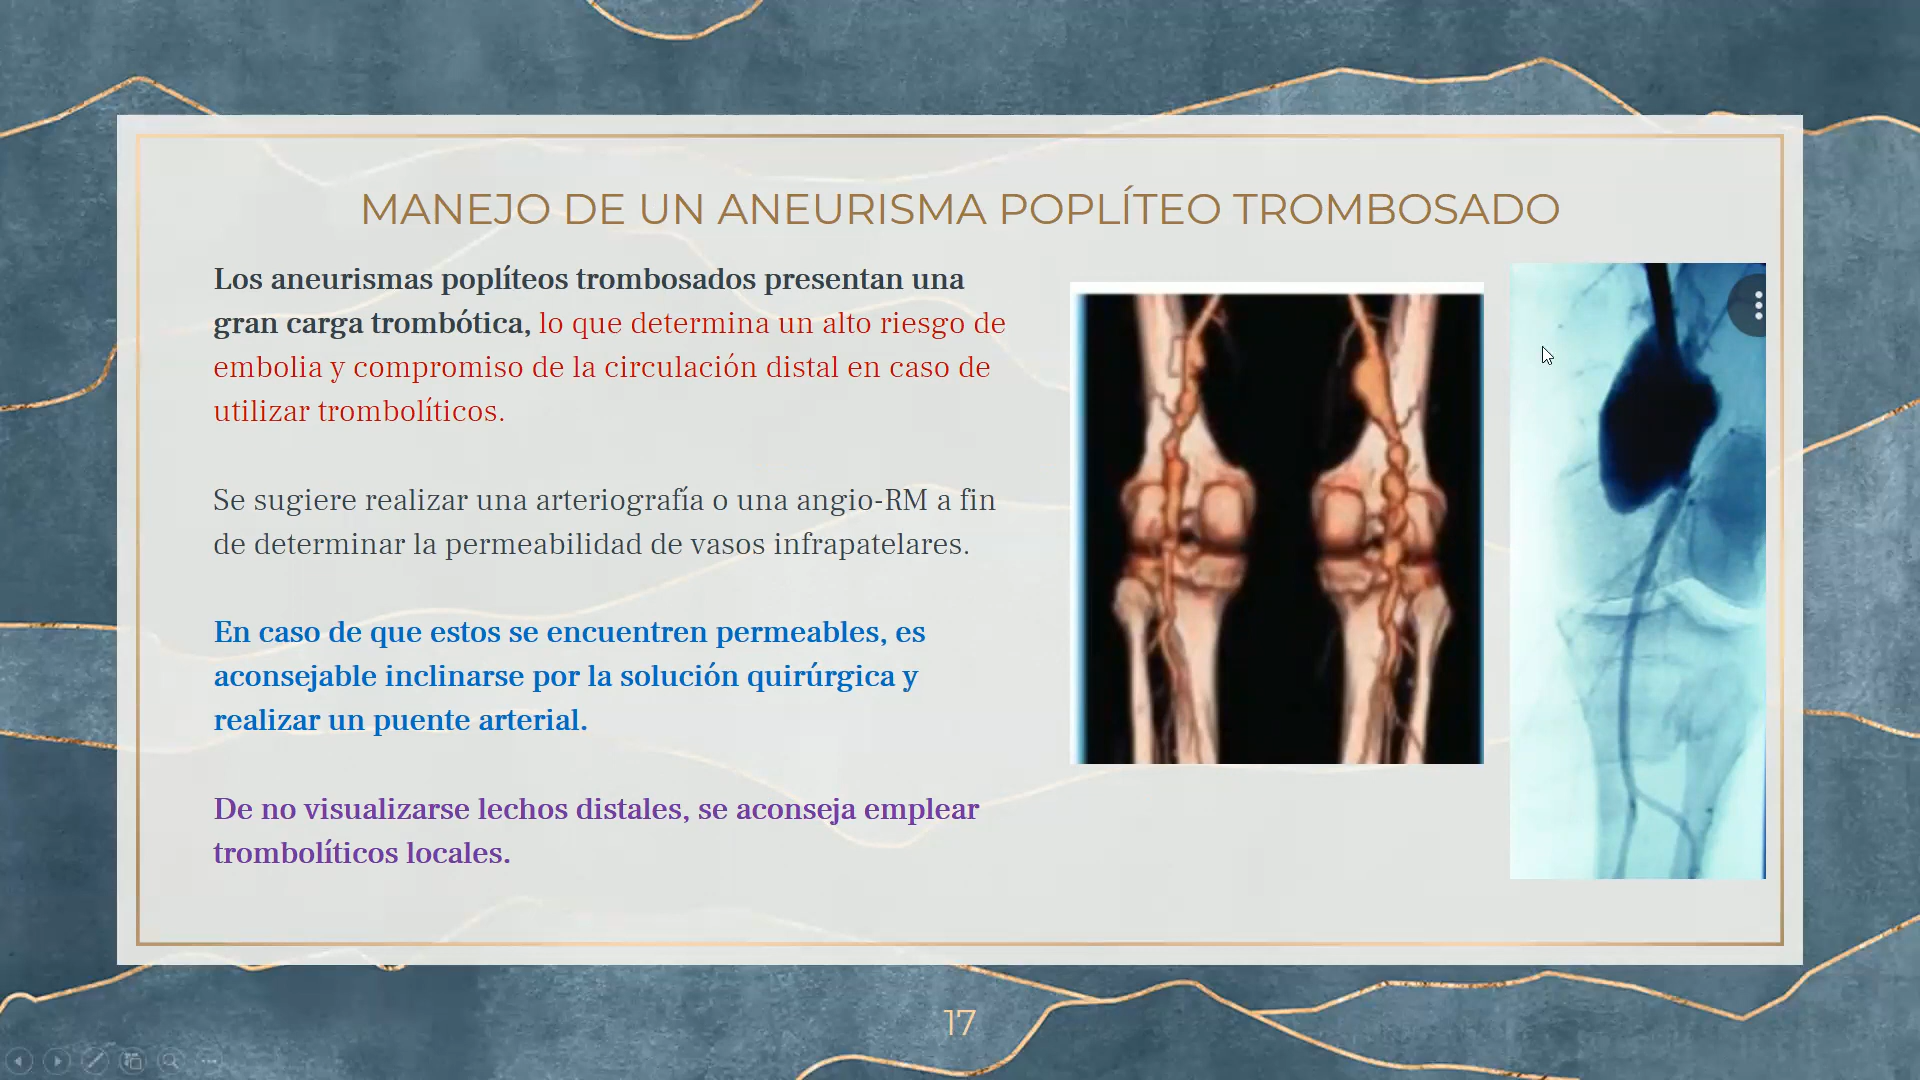 MANEJO DE UN ANEURISMA POPLÍTEO TROMBOSADO
Los aneurismas poplíteos trombosados presentan una
gran carga trombótica, lo que determina un alto riesgo de
embolia y compromiso de la circulación distal en caso de
utilizar trombolíticos.
Se sugiere realizar una arteriografía o una angio-RM a fin
de determinar la permeabilidad de vasos infrapatelares.
En caso de que estos se encuentren permeables, es
aconsejable inclinarse por la solución quirúrgica y
realizar un puente arterial.
De no visualizarse lechos distales, se aconseja emplear
trombolíticos locales.
17